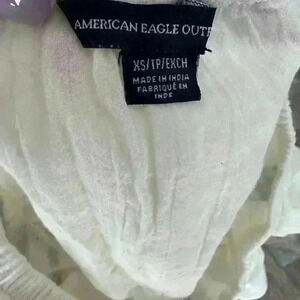 AMERICAN EAGLE OUTF
XS/TP/EXCH
MADE IN INDIA
FABRIQUÉ EN
INDE